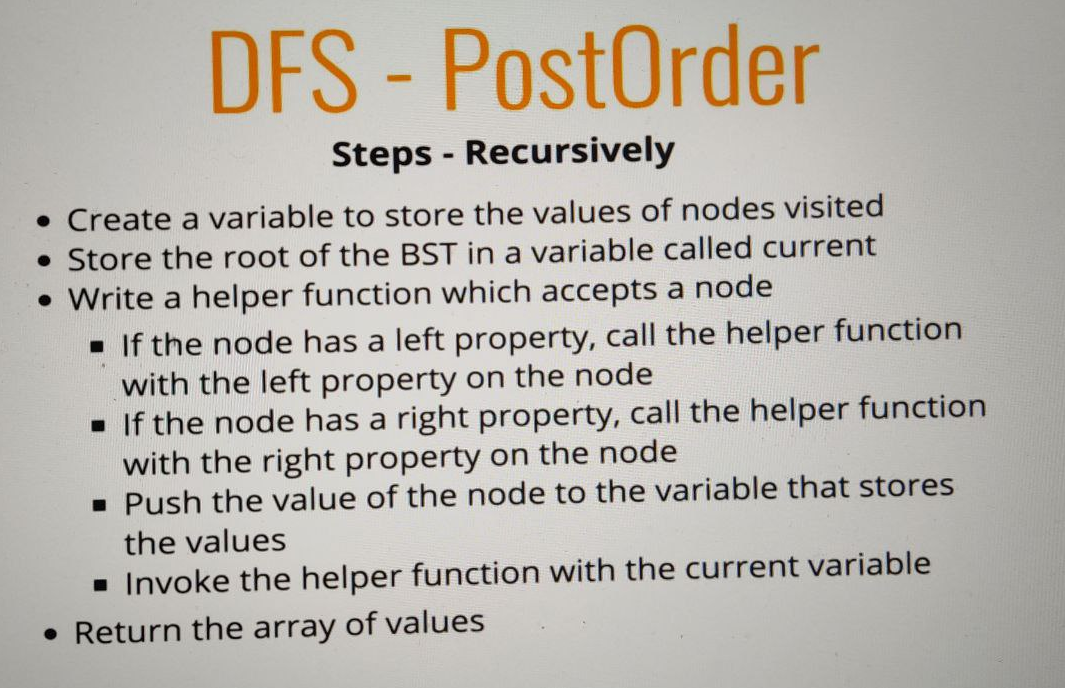 DFS - PostOrder
Steps - Recursively
• Create a variable to store the values of nodes visited
• Store the root of the BST in a variable called current
• Write a helper function which accepts a node
▪ If the node has a left property, call the helper function
with the left property on the node
▪ If the node has a right property, call the helper function
with the right property on the node
▪ Push the value of the node to the variable that stores
the values
▪ Invoke the helper function with the current variable
• Return the array of values